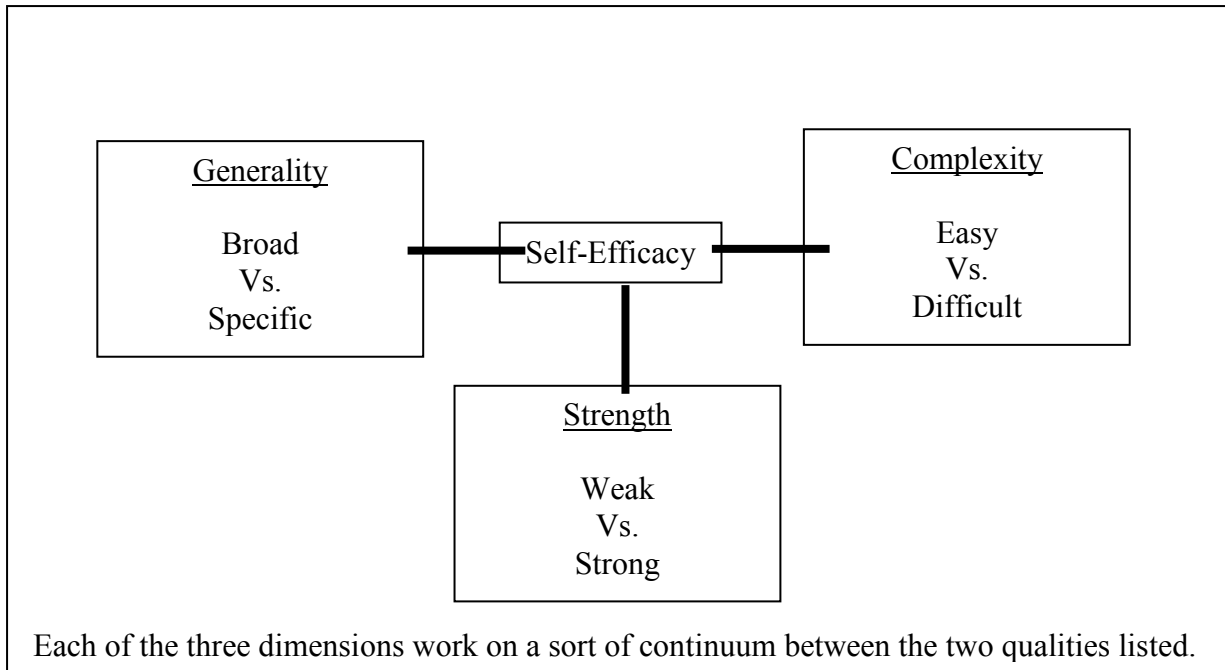 Generality
Broad
Vs.
Specific
Self-Efficacy
Complexity
Easy
Vs.
Difficult
Strength
Weak
Vs.
Strong
Each of the three dimensions work on a sort of continuum between the two qualities listed.